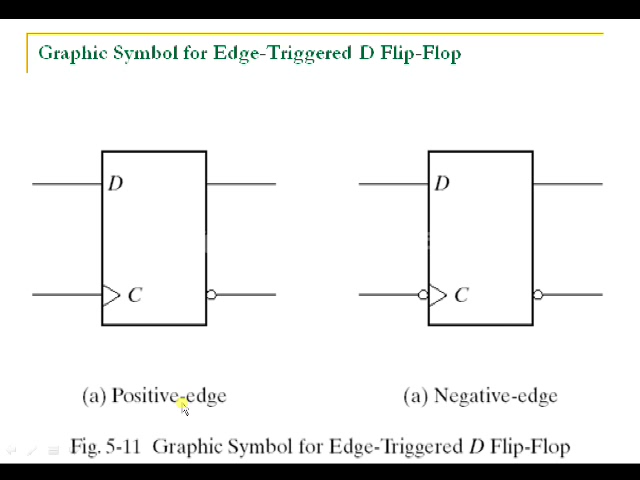 Graphic Symbol for Edge-Triggered D Flip-Flop
D
D
C
C
(a) Positive-edge
(a) Negative-edge
Fig. 5-11 Graphic Symbol for Edge-Triggered D Flip-Flop